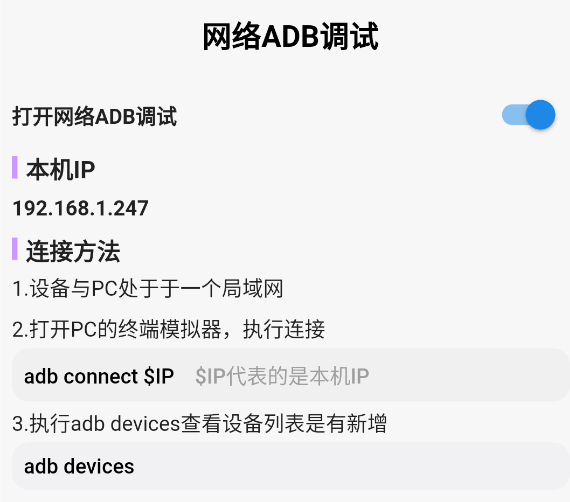 网络ADB调试
打开网络ADB调试
本机IP
192.168.1.247
连接方法
1.设备与PC处于于一个局域网
2.打开PC的终端模拟器，执行连接
adb connect $IP $IP代表的是本机IP
3.执行adb devices查看设备列表是有新增
adb devices